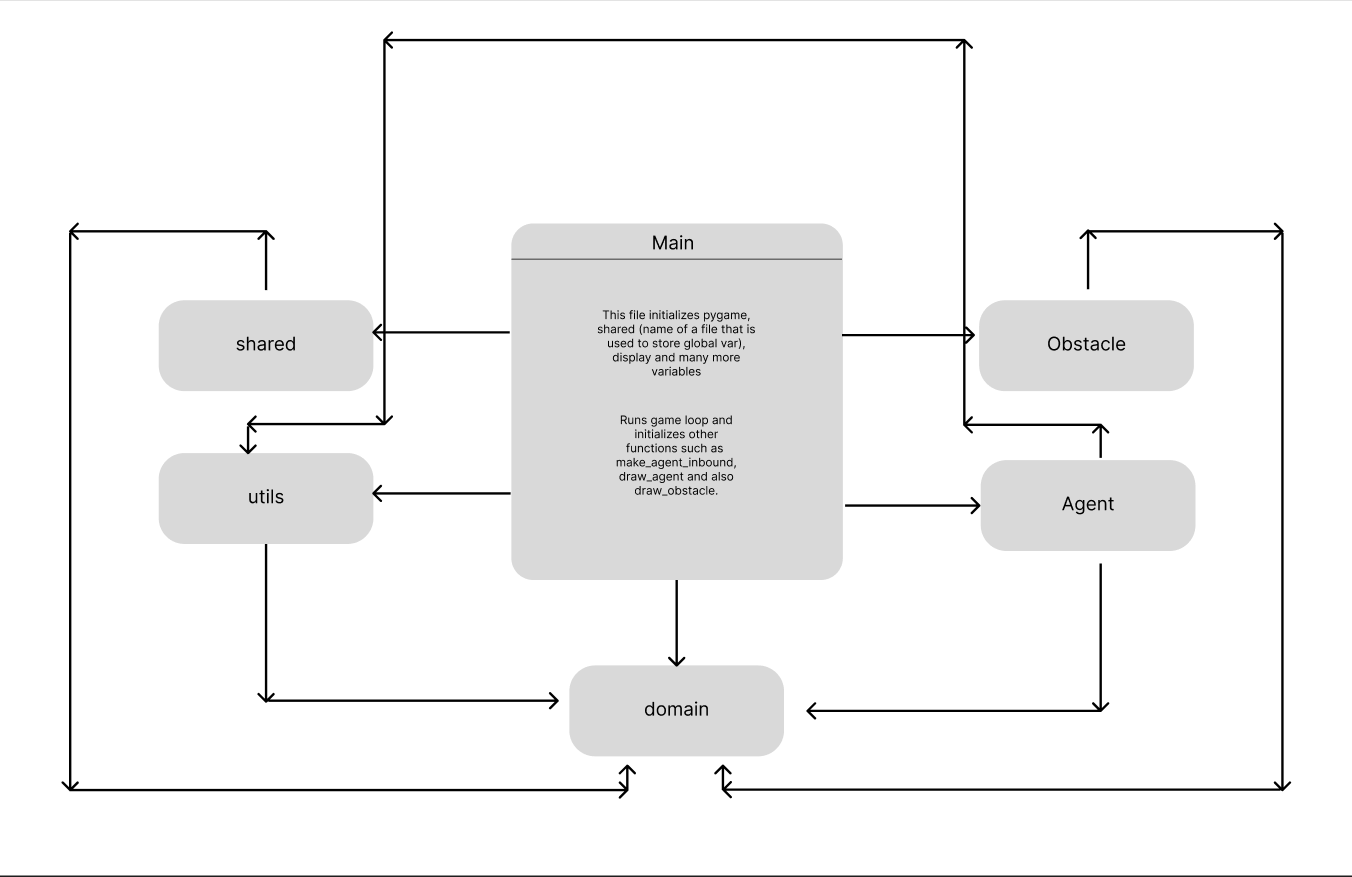 Main
This file initializes pygame,
shared (name of a file that is
used to store global var),
display and many more
variables
Runs game loop and
initializes other
functions such as
make_agent_inbound,
draw_agent and also
draw_obstacle.
shared
Obstacle
utils
Agent
domain